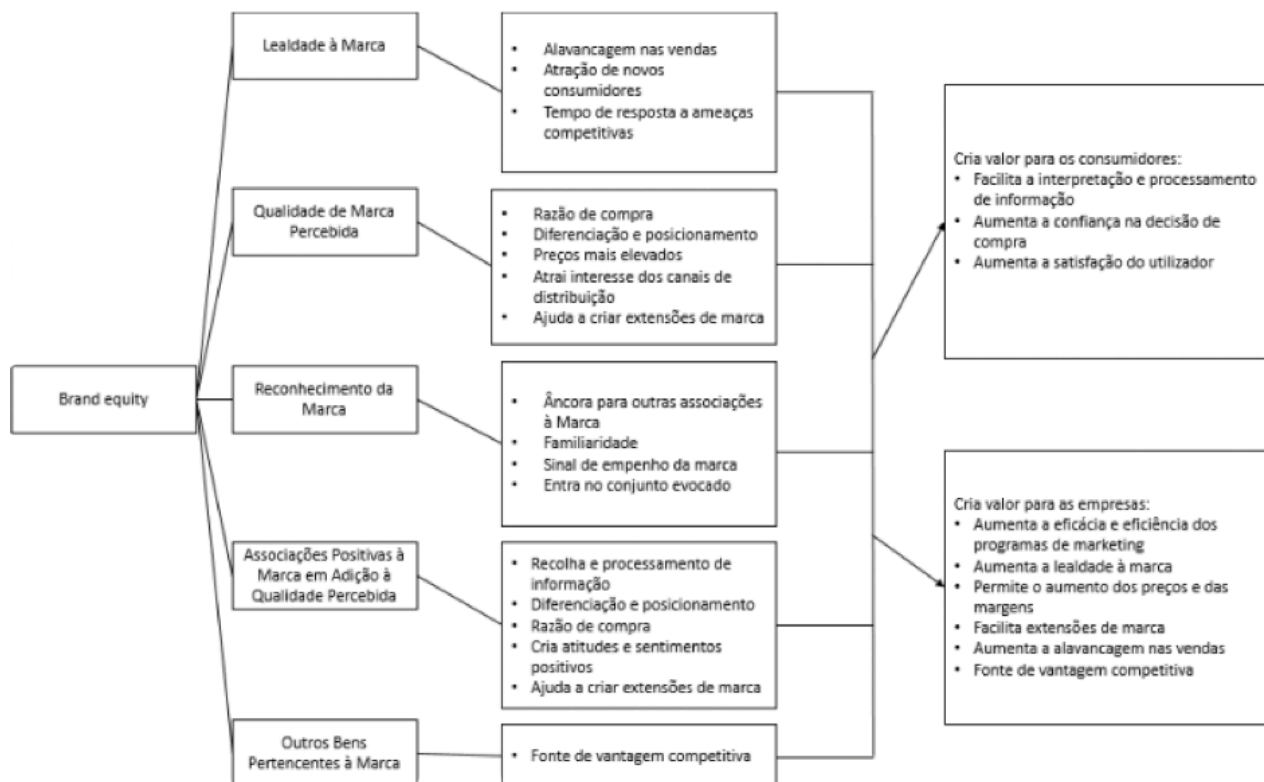 Brand equity
Lealdade à Marca
• Alavancagem nas vendas
• Atração de novos
consumidores
• Tempo de resposta a ameaças
competitivas
Qualidade de Marca
Percebida
• Razão de compra
• Diferenciação e posicionamento
• Preços mais elevados
• Atrai interesse dos canais de
distribuição
• Ajuda a criar extensões de marca
Reconhecimento da
Marca
• Âncora para outras associações
à Marca
• Familiaridade
• Sinal de empenho da marca
• Entra no conjunto evocado
Associações Positivas à
Marca em Adição à
Qualidade Percebida
• Recolha e processamento de
informação
• Diferenciação e posicionamento
• Razão de compra
• Cria atitudes e sentimentos
positivos
• Ajuda a criar extensões de marca
Outros Bens
Pertencentes à Marca
• Fonte de vantagem competitiva
Cria valor para os consumidores:
• Facilita a interpretação e processamento
de informação
• Aumenta a confiança na decisão de
compra
• Aumenta a satisfação do utilizador
Cria valor para as empresas:
• Aumenta a eficácia e eficiência dos
programas de marketing
• Aumenta a lealdade à marca
• Permite o aumento dos preços e das
margens
• Facilita extensões de marca
• Aumenta a alavancagem nas vendas
• Fonte de vantagem competitiva